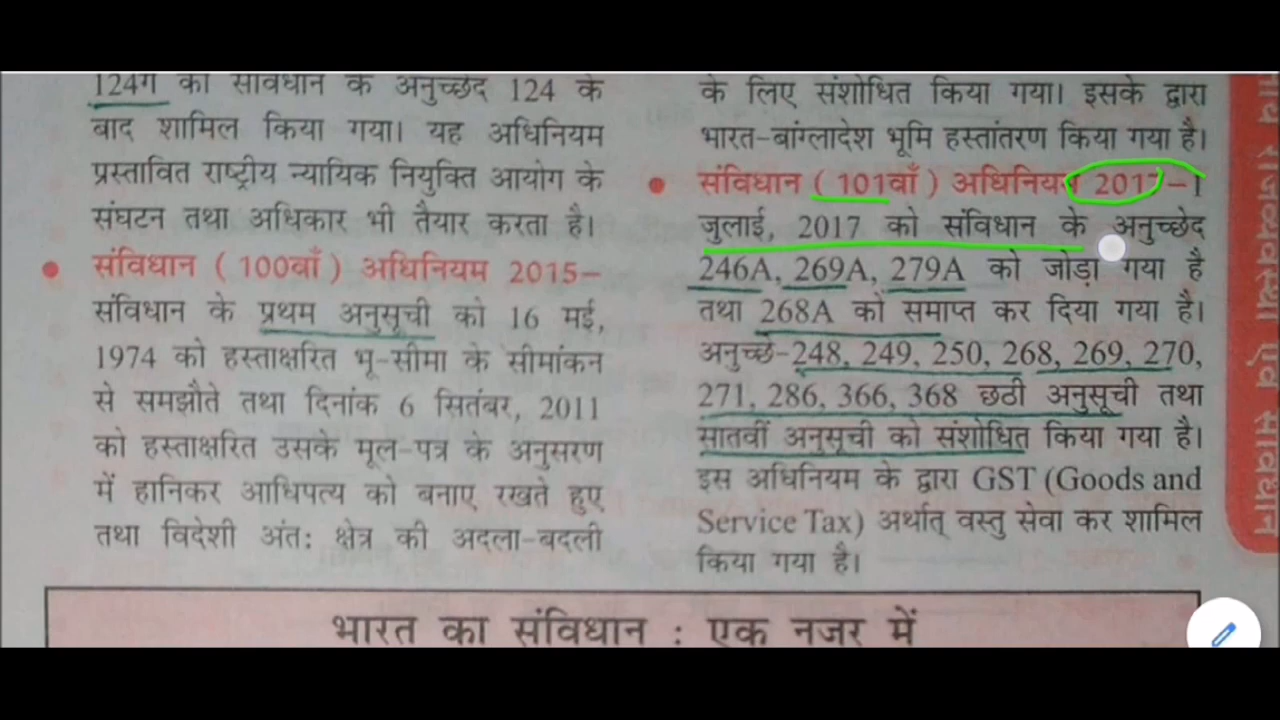 124ग को संविधान के अनुच्छेद 124 के
बाद शामिल किया गया। यह अधिनियम
प्रस्तावित राष्ट्रीय न्यायिक नियुक्ति आयोग के
संघटन तथा अधिकार भी तैयार करता है।
• संविधान (100वाँ) अधिनियम 2015–
संविधान के प्रथम अनुसूची को 16 मई,
1974 को हस्ताक्षरित भू-सीमा के सीमांकन
से समझौते तथा दिनांक 6 सितंबर, 2011
को हस्ताक्षरित उसके मूल-पत्र के अनुसरण
में हानिकर आधिपत्य को बनाए रखते हुए
तथा विदेशी अंत: क्षेत्र की अदला-बदली
के लिए संशोधित किया गया। इसके द्वारा
भारत-बांग्लादेश भूमि हस्तांतरण किया गया है।
• संविधान (101वाँ) अधिनियम 2017–1
जुलाई, 2017 को संविधान के अनुच्छेद
246A, 269A, 279A को जोड़ा गया है
तथा 268A को समाप्त कर दिया गया है।
अनुच्छे-248, 249, 250, 268, 269, 270,
271, 286, 366, 368 छठी अनुसूची तथा
सातवीं अनुसूची को संशोधित किया गया है।
इस अधिनियम के द्वारा GST (Goods and
Service Tax) अर्थात् वस्तु सेवा कर शामिल
किया गया है।
भारत का संविधान : एक नजर में
राजव्यवस्था एवं संविधान